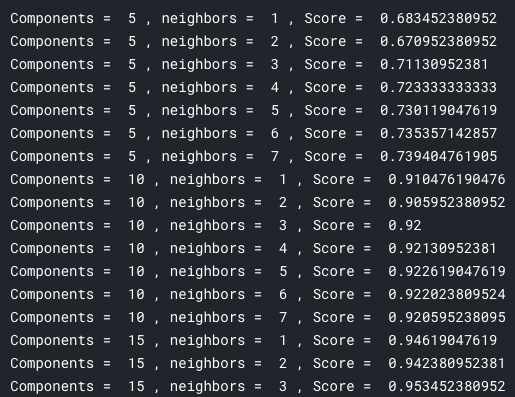 Components =  5 , neighbors =  1 , Score =  0.683452380952
Components =  5 , neighbors =  2 , Score =  0.670952380952
Components =  5 , neighbors =  3 , Score =  0.71130952381
Components =  5 , neighbors =  4 , Score =  0.723333333333
Components =  5 , neighbors =  5 , Score =  0.730119047619
Components =  5 , neighbors =  6 , Score =  0.735357142857
Components =  5 , neighbors =  7 , Score =  0.739404761905
Components =  10 , neighbors =  1 , Score =  0.910476190476
Components =  10 , neighbors =  2 , Score =  0.905952380952
Components =  10 , neighbors =  3 , Score =  0.92
Components =  10 , neighbors =  4 , Score =  0.92130952381
Components =  10 , neighbors =  5 , Score =  0.922619047619
Components =  10 , neighbors =  6 , Score =  0.922023809524
Components =  10 , neighbors =  7 , Score =  0.920595238095
Components =  15 , neighbors =  1 , Score =  0.94619047619
Components =  15 , neighbors =  2 , Score =  0.942380952381
Components =  15 , neighbors =  3 , Score =  0.953452380952